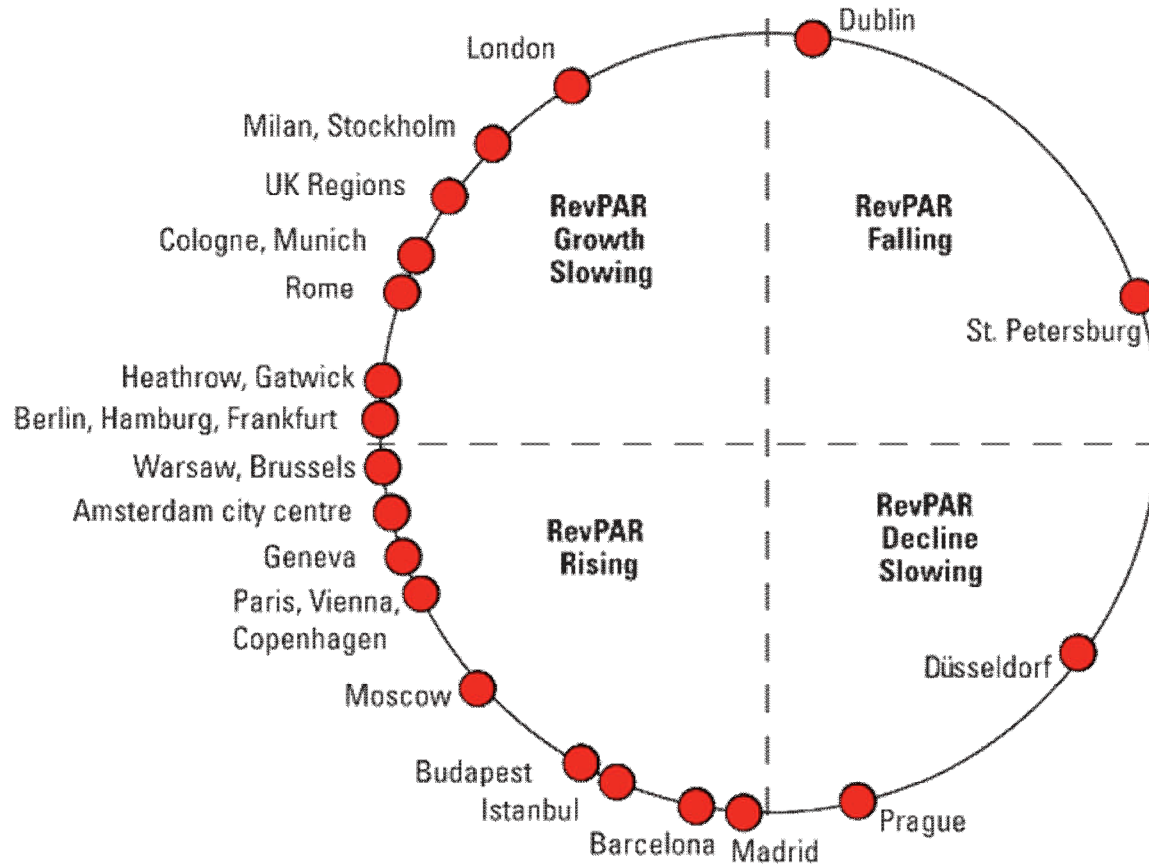 Dublin
London
Milan, Stockholm
UK Regions
RevPAR
Growth
Slowing
RevPAR
Falling
Cologne, Munich
Rome
St. Petersburg
Heathrow, Gatwick
Berlin, Hamburg, Frankfurt
Warsaw, Brussels
Amsterdam city centre
Geneva
Paris, Vienna,
Copenhagen
RevPAR
Rising
RevPAR
Decline
Slowing
Düsseldorf
Moscow
Budapest
Istanbul
Barcelona
Madrid
Prague